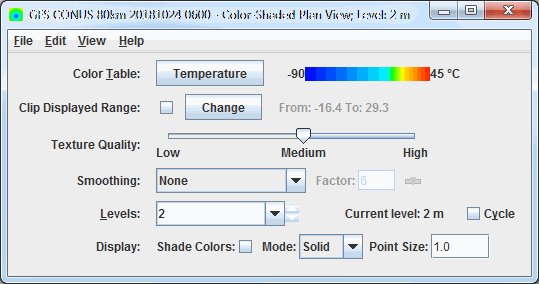 GFS CONUS 80km 20181024 0600 - Color-Shaded Plan View; Level: 2 m
File Edit View Help
Color Table: Temperature -90 45 °C
Clip Displayed Range: Change From: -16.4 To: 29.3
Texture Quality:
Low Medium High
Smoothing: None Factor: 6
Levels: 2 Current level: 2 m Cycle
Display: Shade Colors: Mode: Solid Point Size: 1.0